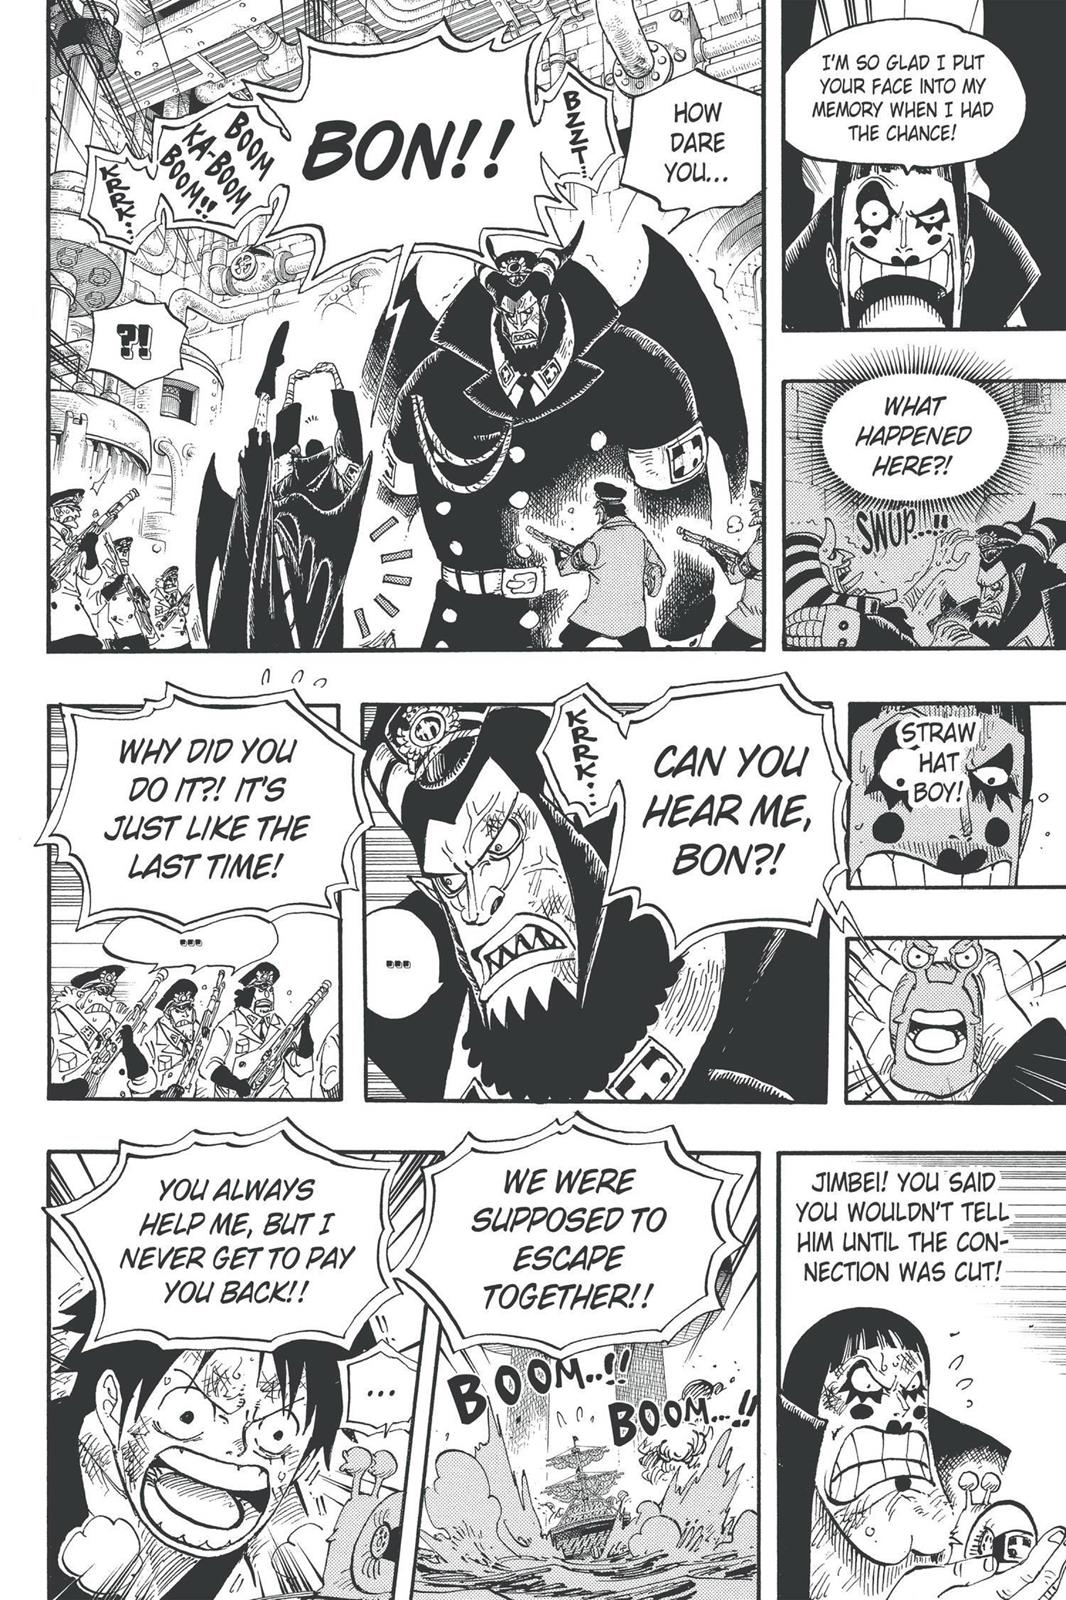 I'M SO GLAD I PUT
YOUR FACE INTO MY
MEMORY WHEN I HAD
THE CHANCE!
WHAT
HAPPENED
HERE?!
SWUP...!!
HOW
DARE
YOU...
BZZT...
BON!!
BOOM
KA-BOOM
BOOM!!
KRRK...
?!
STRAW
HAT
BOY!
CAN YOU
HEAR ME,
BON?!
KRRK...
...
WHY DID YOU
DO IT?! IT'S
JUST LIKE THE
LAST TIME!
...
JIMBEI! YOU SAID
YOU WOULDN'T TELL
HIM UNTIL THE CON-
NECTION WAS CUT!
WE WERE
SUPPOSED TO
ESCAPE
TOGETHER!!
BOOM...!!
BOOM...!!
YOU ALWAYS
HELP ME, BUT I
NEVER GET TO PAY
YOU BACK!!
...